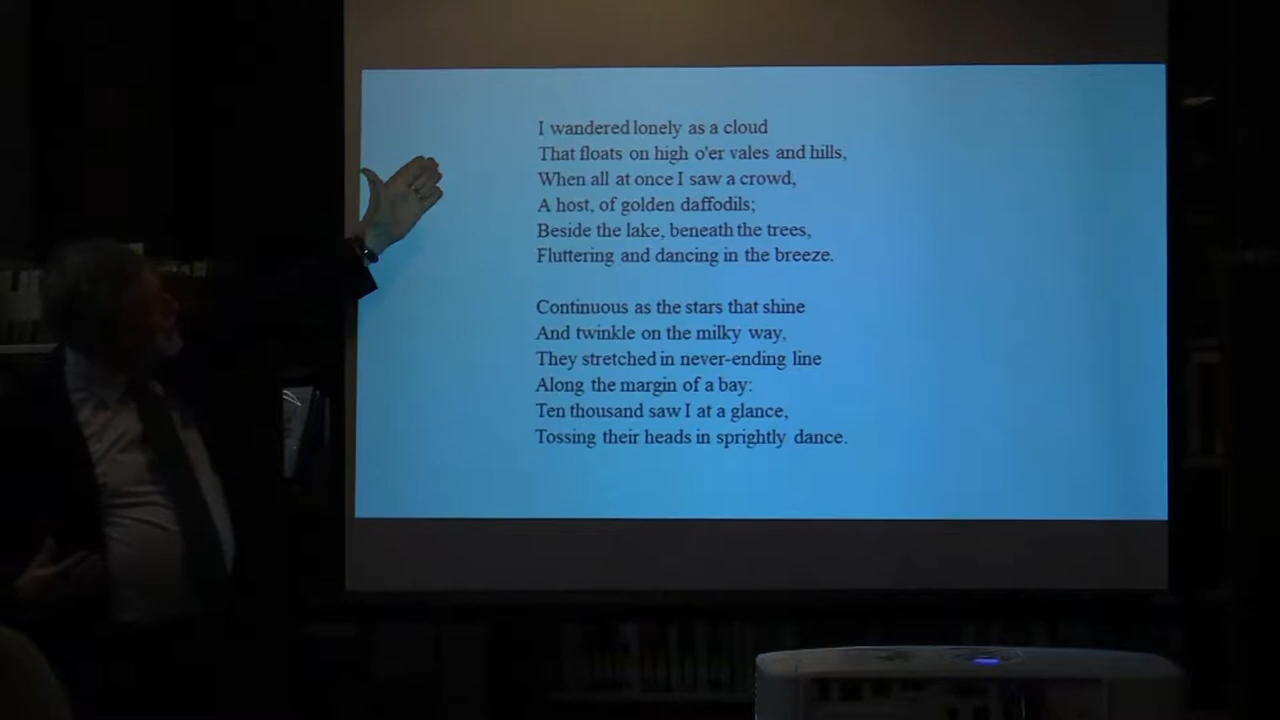 I wandered lonely as a cloud
That floats on high o'er vales and hills,
When all at once I saw a crowd,
A host, of golden daffodils;
Beside the lake, beneath the trees,
Fluttering and dancing in the breeze.
Continuous as the stars that shine
And twinkle on the milky way,
They stretched in never-ending line
Along the margin of a bay:
Ten thousand saw I at a glance,
Tossing their heads in sprightly dance.